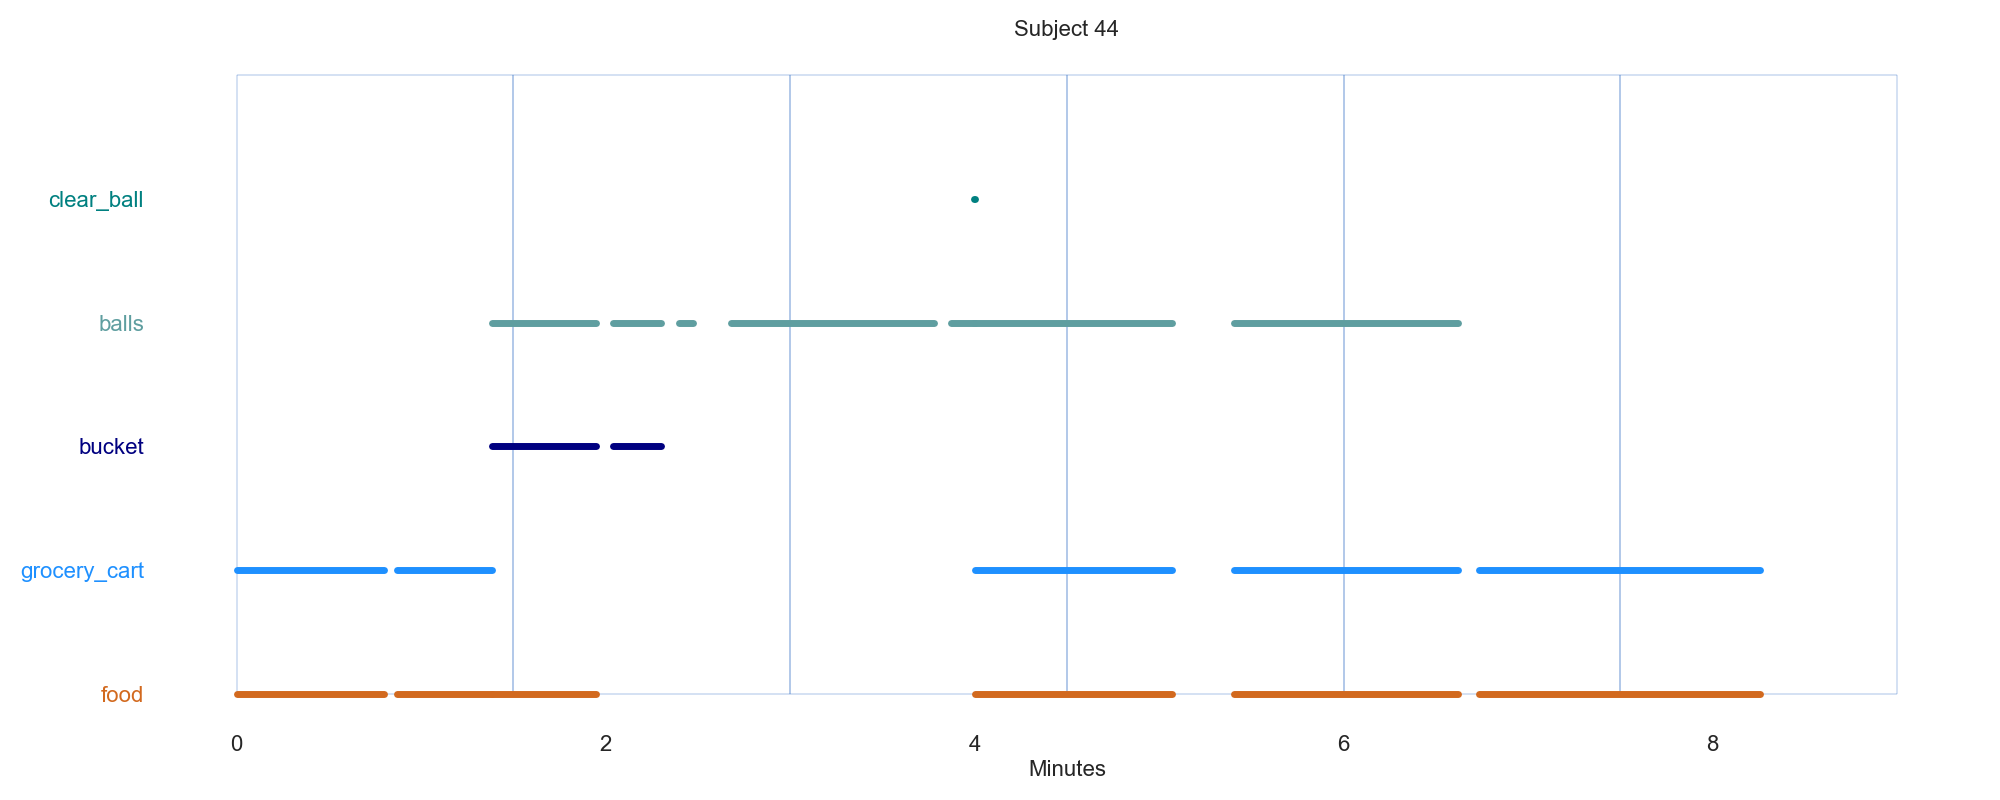 Subject 44
clear_ball
balls
bucket
grocery_cart
food
0 2 4 6 8
Minutes